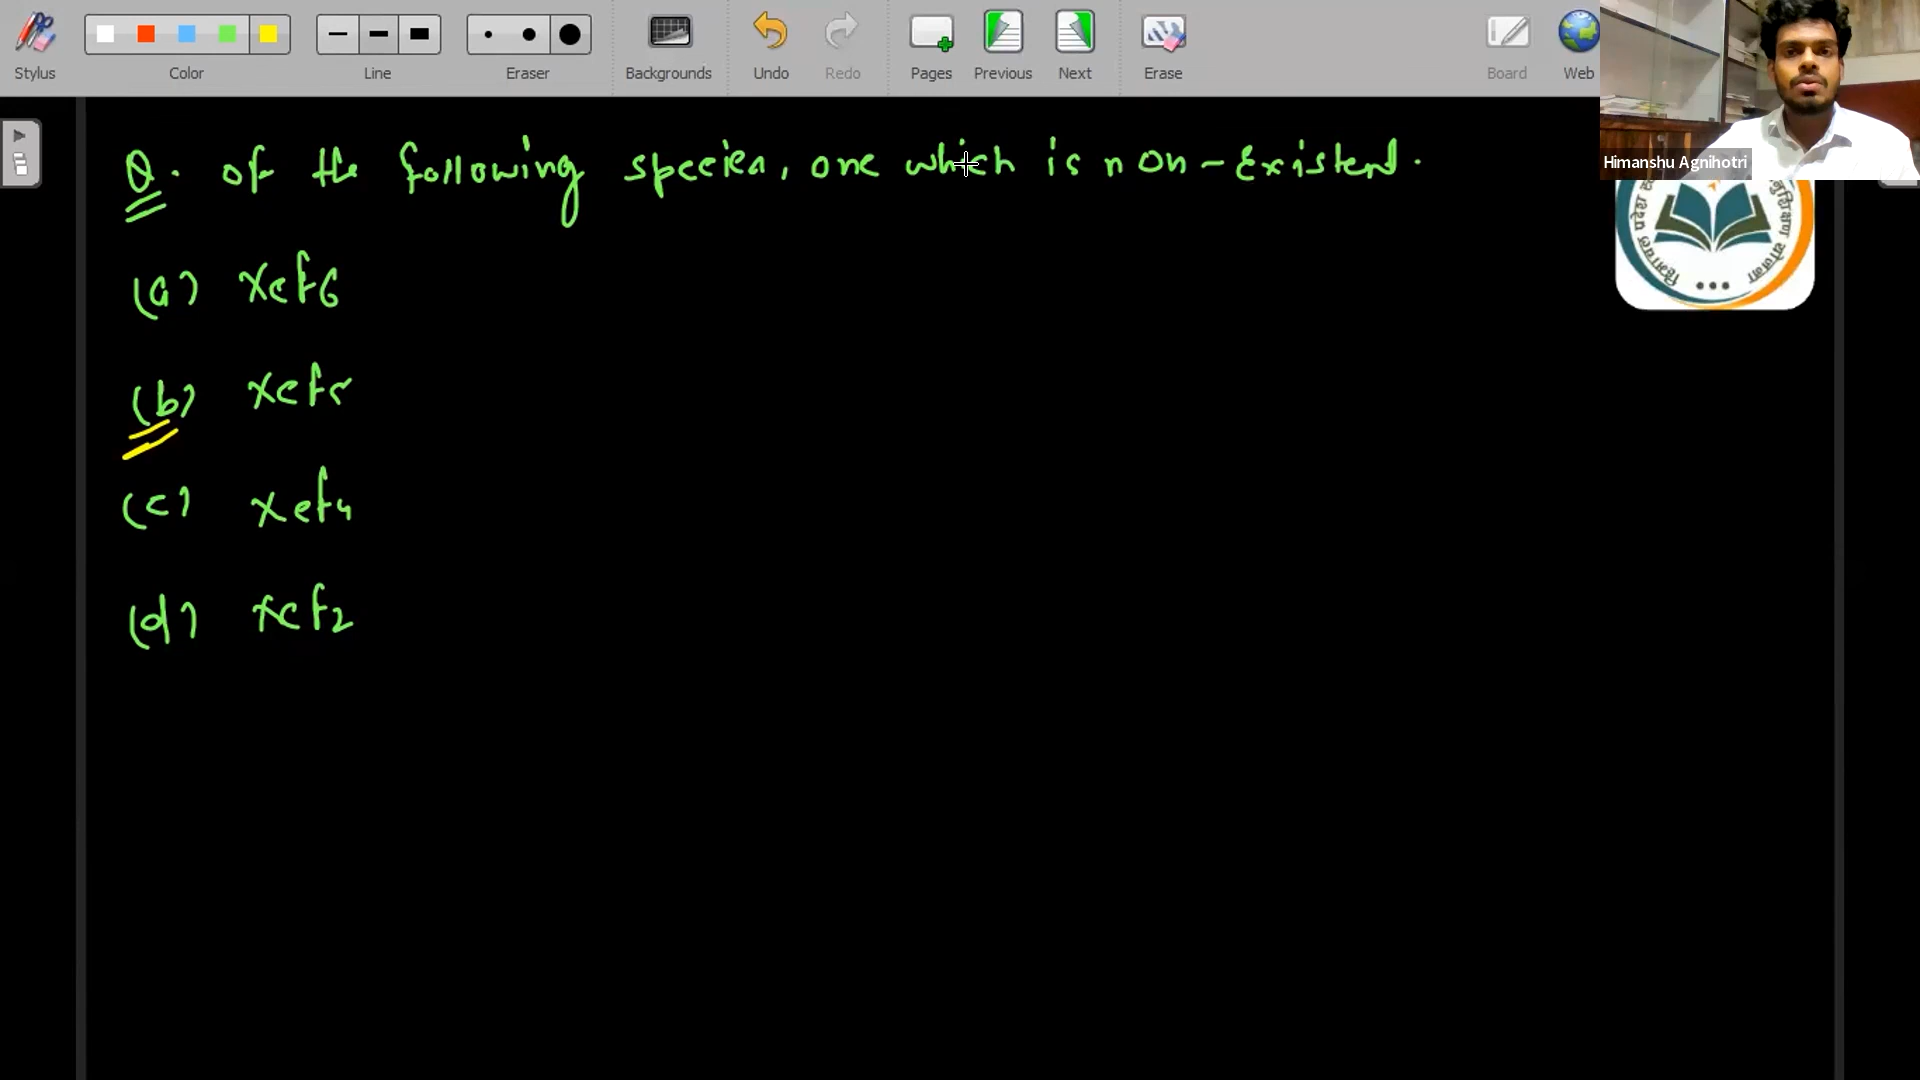 Stylus
Color
Line
Eraser
Backgrounds
Undo
Redo
Pages
Previous
Next
Erase
Board
Web
Himanshu Agnihotri
Q. of the following species, one which is non-Existent.
(a) XeF6
(b) XeF5
(c) XeF4
(d) XeF2